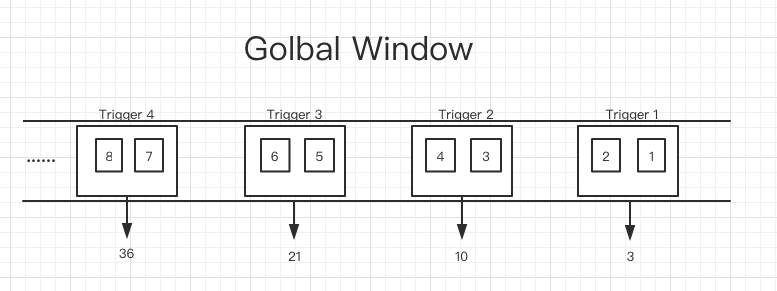 Golbal Window
Trigger 4 Trigger 3 Trigger 2 Trigger 1
...... 8 7 6 5 4 3 2 1
36 21 10 3